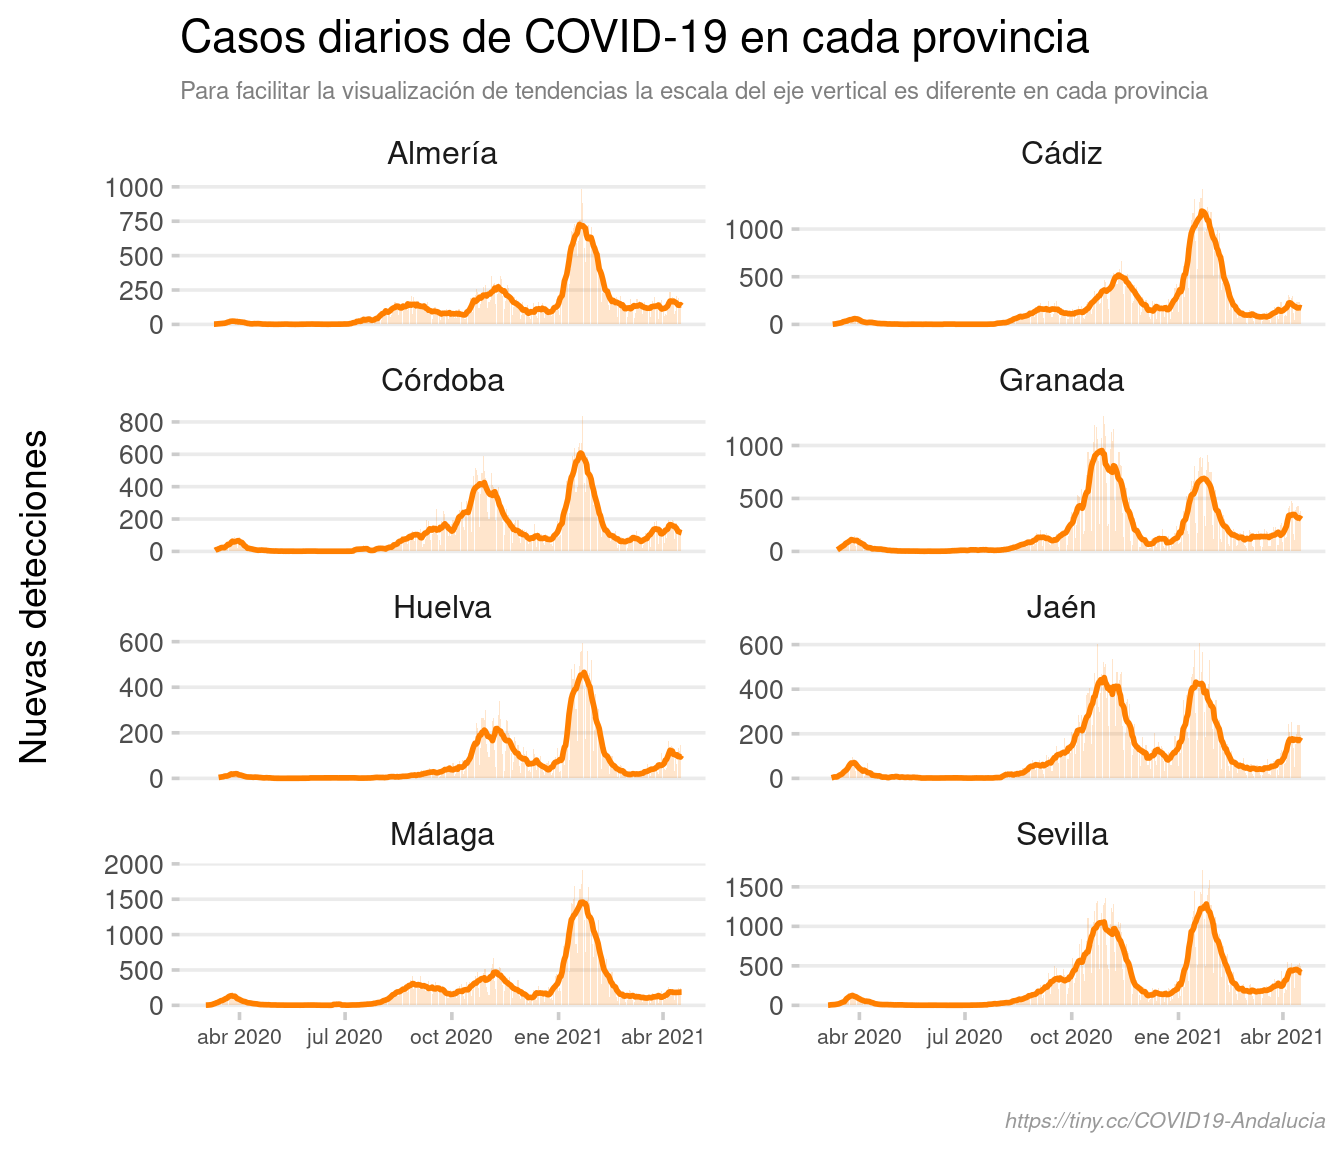 Casos diarios de COVID-19 en cada provincia
Para facilitar la visualización de tendencias la escala del eje vertical es diferente en cada provincia
Nuevas detecciones
Almería
1000
750
500
250
0
Cádiz
1000
500
0
Córdoba
800
600
400
200
0
Granada
1000
500
0
Huelva
600
400
200
0
Jaén
600
400
200
0
Málaga
2000
1500
1000
500
0
Sevilla
1500
1000
500
0
abr 2020 jul 2020 oct 2020 ene 2021 abr 2021
abr 2020 jul 2020 oct 2020 ene 2021 abr 2021
https://tiny.cc/COVID19-Andalucia